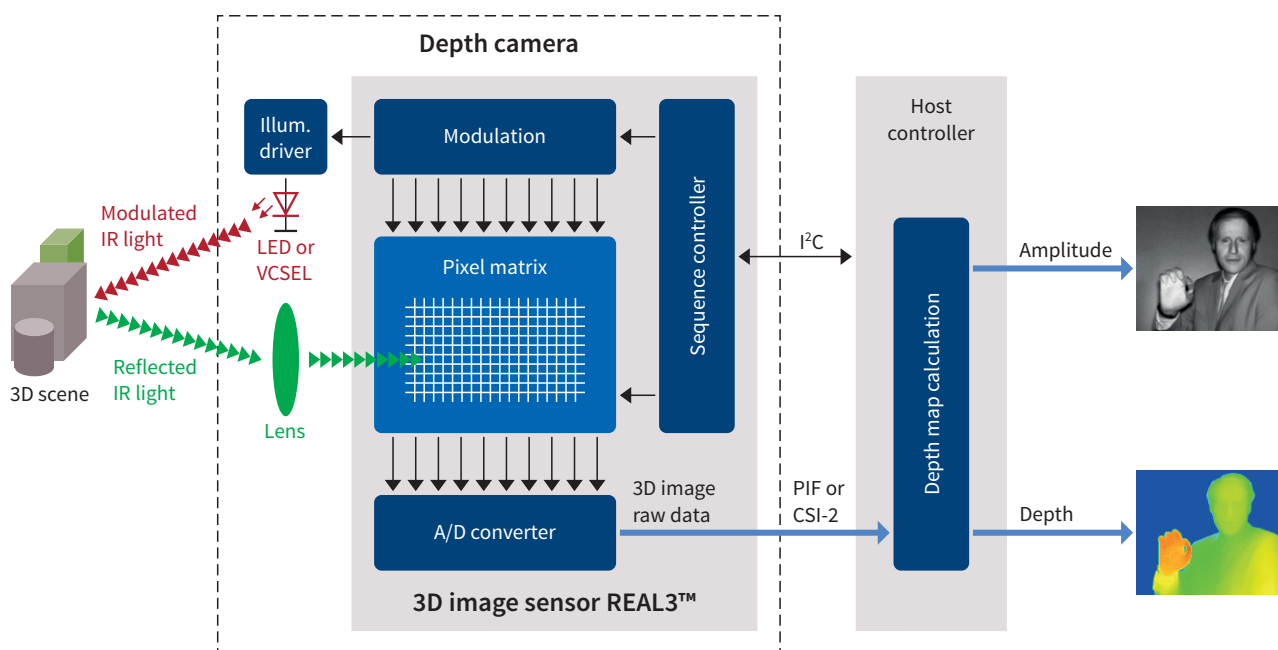 Depth camera
Illum.
driver
Modulation
Sequence controller
Host
controller
Modulated
IR light
LED or
VCSEL
Pixel matrix
I²C
Amplitude
Depth map calculation
3D scene
Reflected
IR light
Lens
A/D converter
3D image
raw data
PIF or
CSI-2
Depth
3D image sensor REAL3™